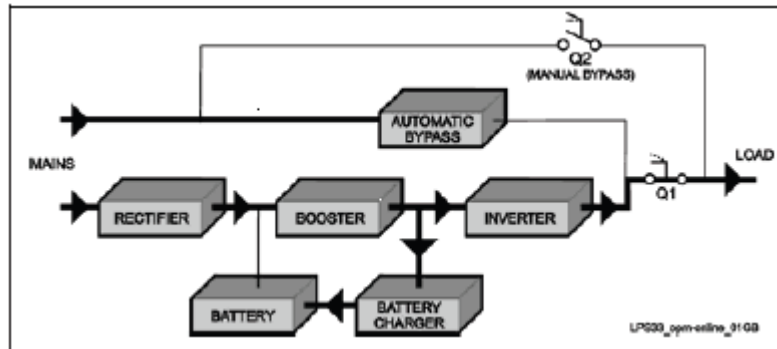 Q2
(MANUAL BYPASS)
AUTOMATIC
BYPASS
MAINS
LOAD
Q1
RECTIFIER
BOOSTER
INVERTER
BATTERY
BATTERY
CHARGER
LPS33_opm-online_01GB